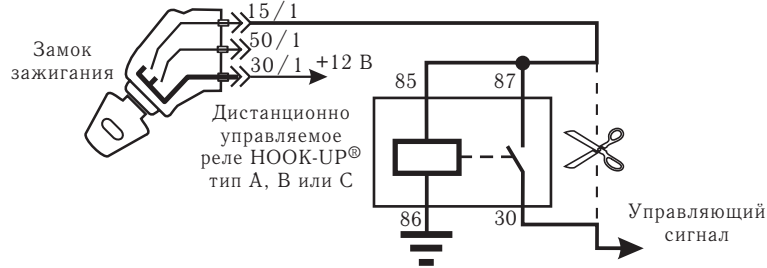 15/1
50/1
30/1
+12 В
Замок
зажигания
Дистанционно
управляемое
реле HOOK-UP®
тип А, В или С
85
87
86
30
Управляющий
сигнал